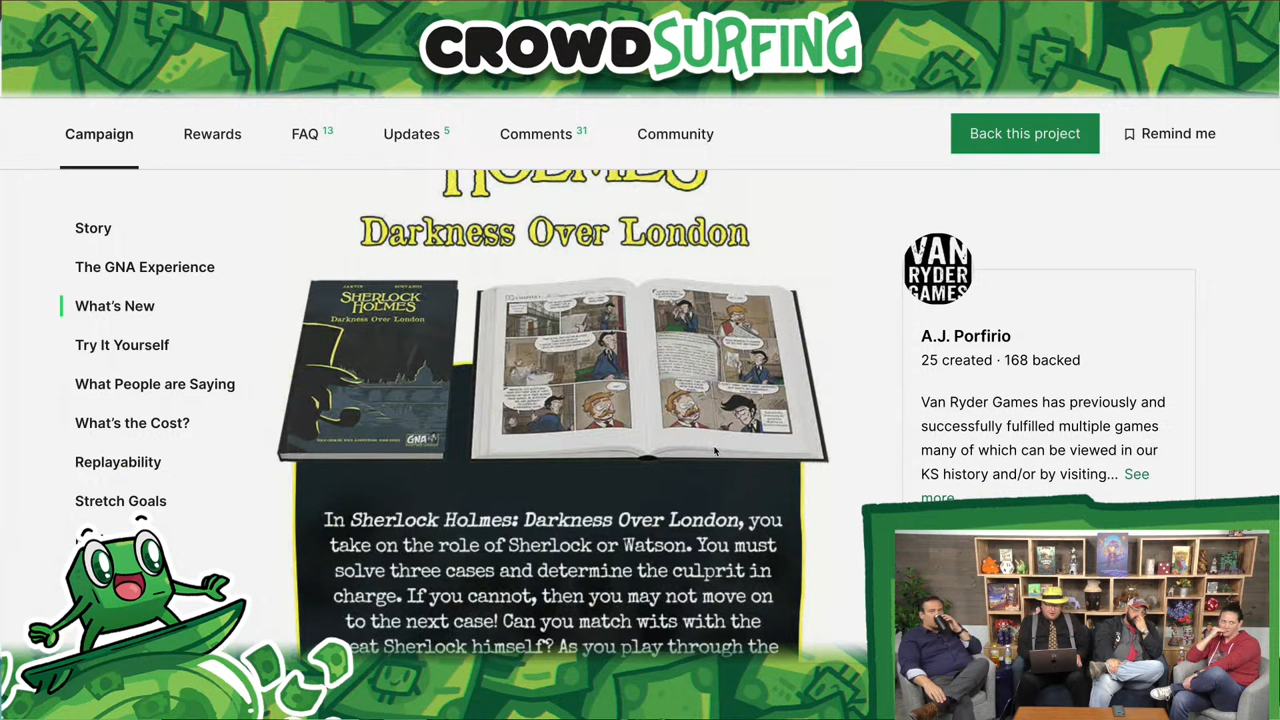 CROWDSURFING
Campaign
Rewards
FAQ 13
Updates 5
Comments 31
Community
Back this project
Remind me
HOLMES
Darkness Over London
Story
The GNA Experience
What's New
Try It Yourself
What People are Saying
What's the Cost?
Replayability
Stretch Goals
SHERLOCK
HOLMES
Darkness Over London
GNA
In Sherlock Holmes: Darkness Over London, you
take on the role of Sherlock or Watson. You must
solve three cases and determine the culprit in
charge. If you cannot, then you may not move on
to the next case! Can you match wits with the
eat Sherlock himself? As you play through the
VAN
RYDER
GAMES
A.J. Porfirio
25 created · 168 backed
Van Ryder Games has previously and
successfully fulfilled multiple games
many of which can be viewed in our
KS history and/or by visiting... See
more